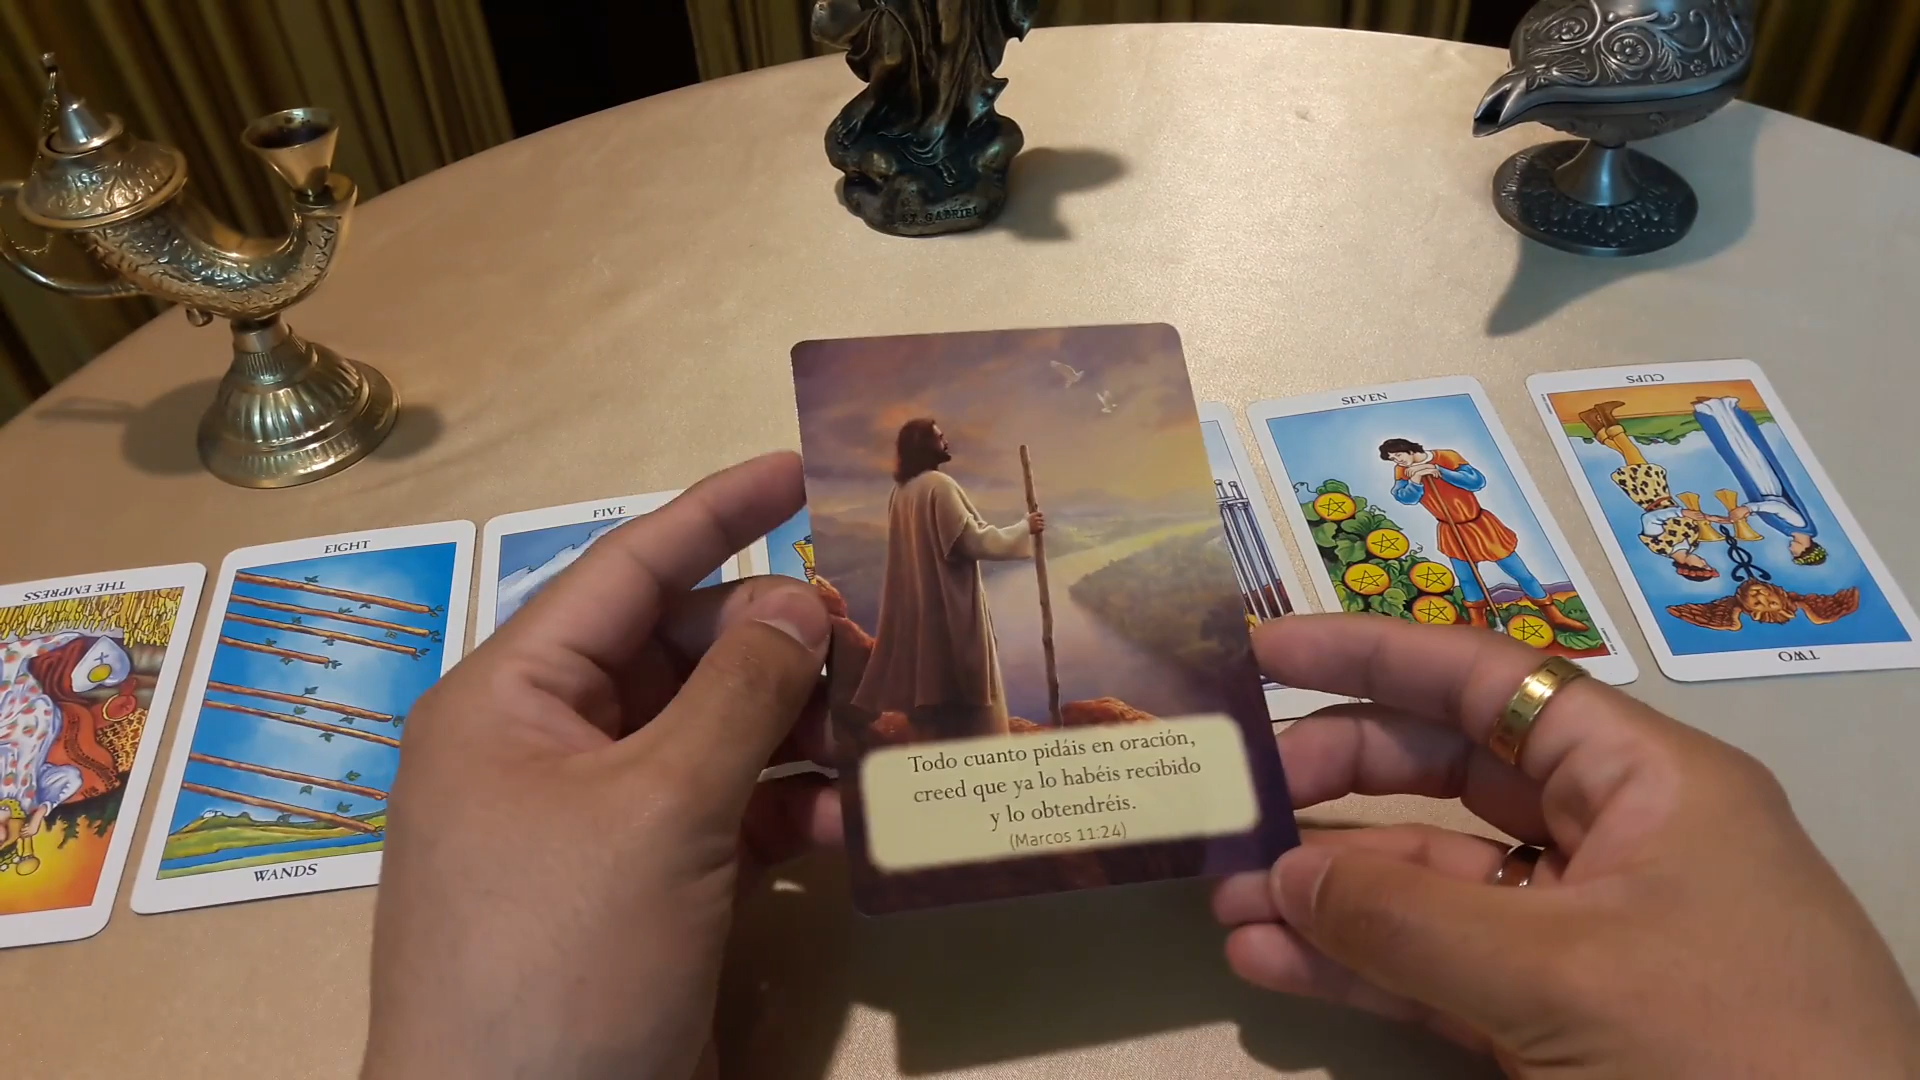 ST. GABRIEL
CUPS
SEVEN
FIVE
EIGHT
THE EMPRESS
TWO
WANDS
Todo cuanto pidáis en oración,
creed que ya lo habéis recibido
y lo obtendréis.
(Marcos 11:24)